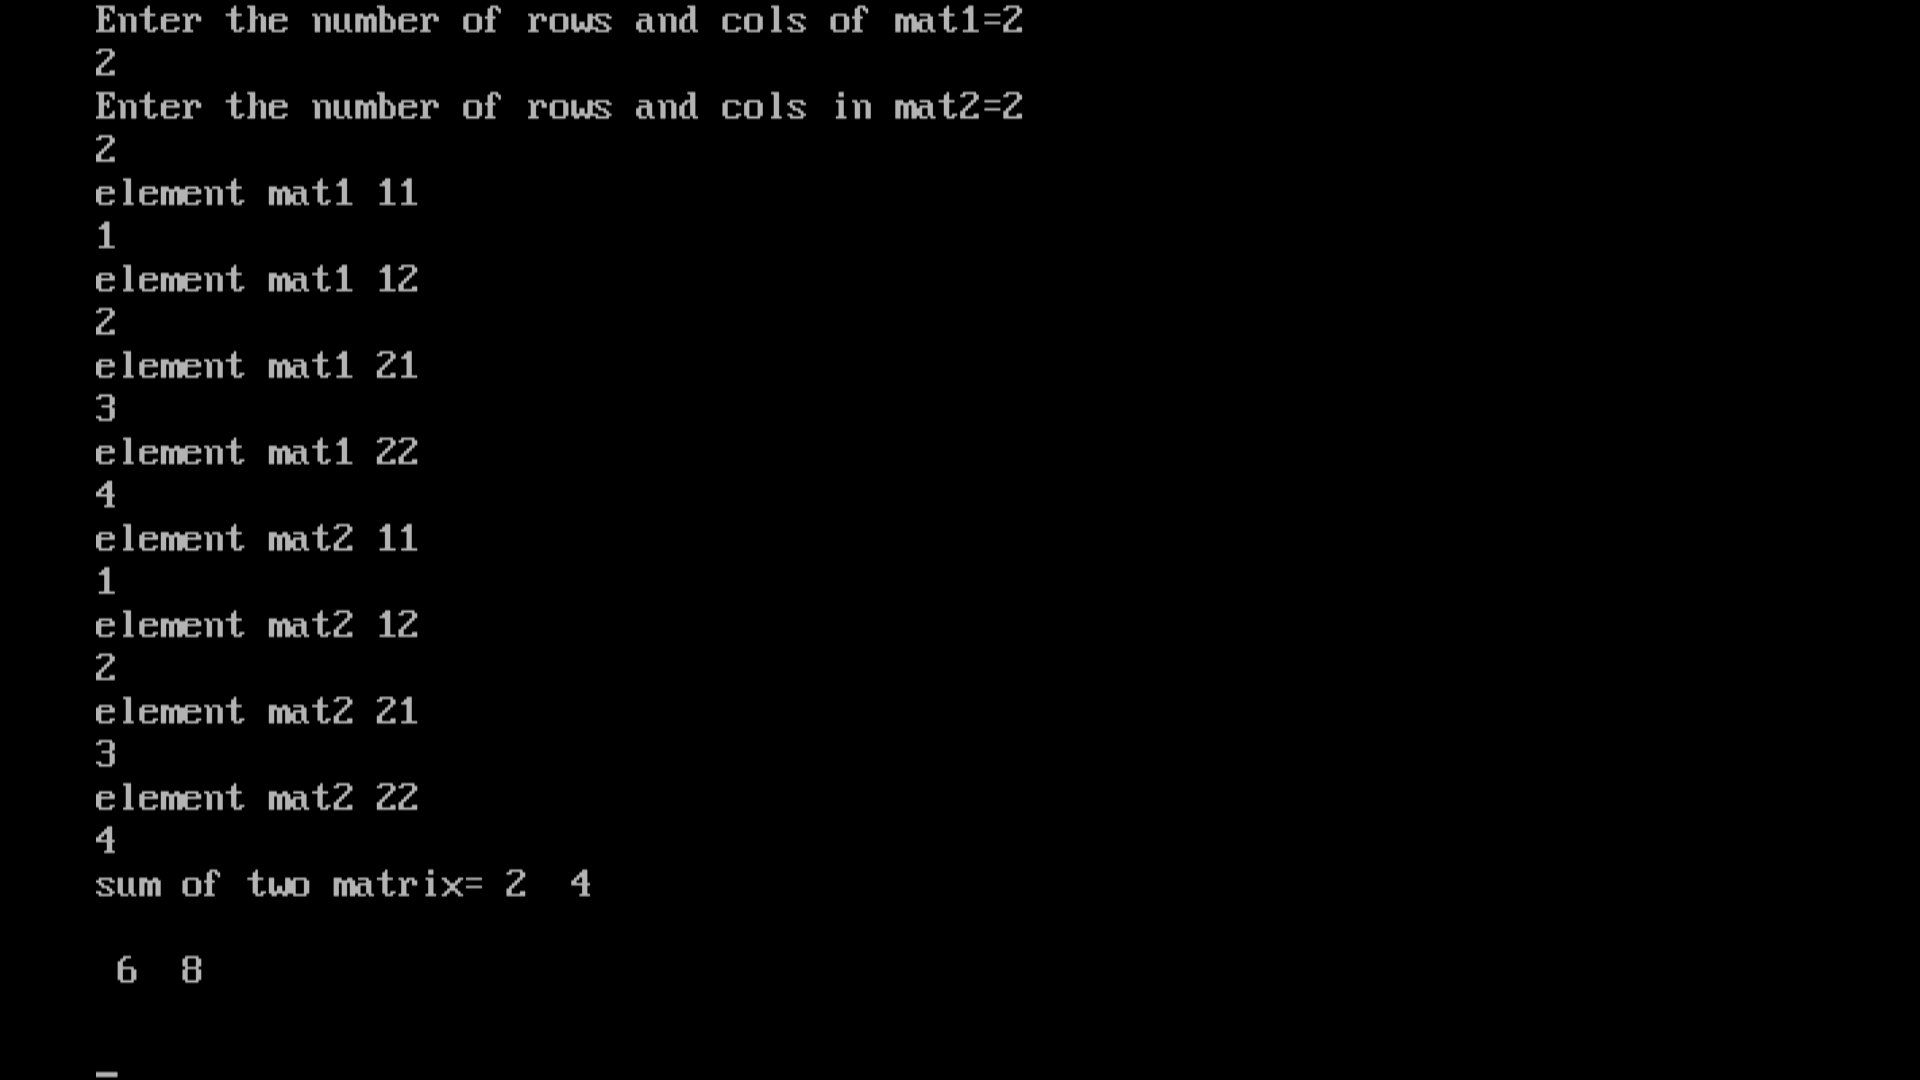 Enter the number of rows and cols of mat1=2
2
Enter the number of rows and cols in mat2=2
2
element mat1 11
1
element mat1 12
2
element mat1 21
3
element mat1 22
4
element mat2 11
1
element mat2 12
2
element mat2 21
3
element mat2 22
4
sum of two matrix= 2  4
6  8